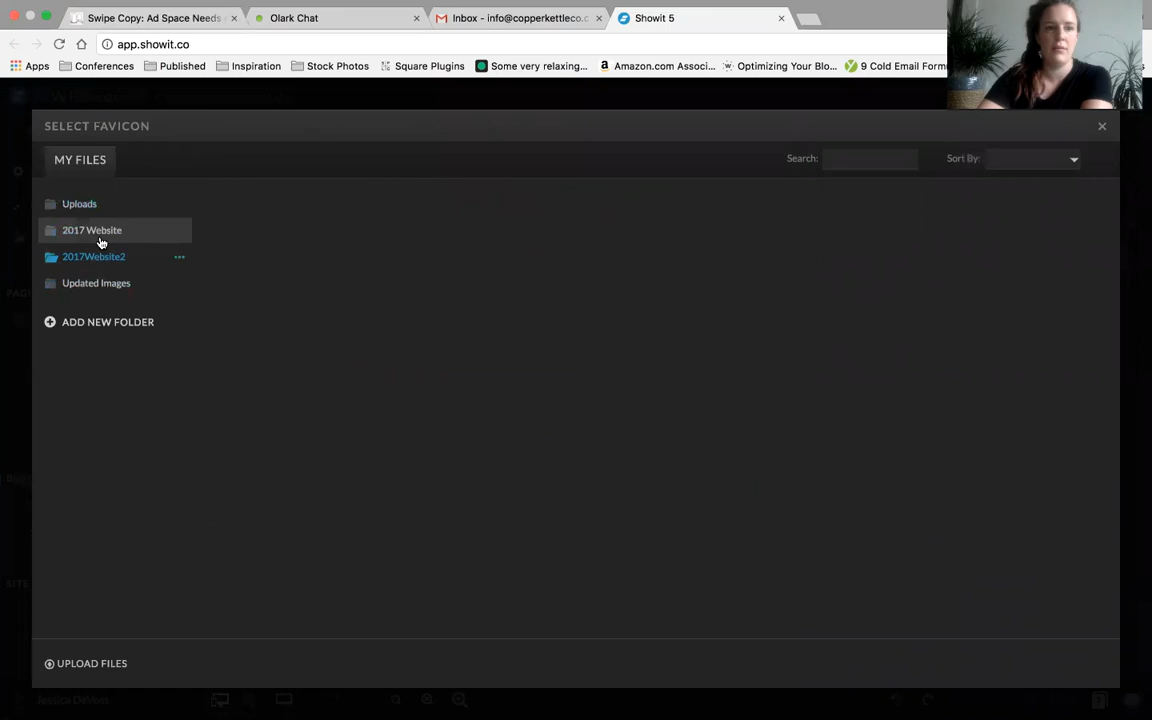 Swipe Copy: Ad Space Needs
Olark Chat
Inbox - info@copperkettleco.c
Showit 5
app.showit.co
Apps
Conferences
Published
Inspiration
Stock Photos
Square Plugins
Some very relaxing...
Amazon.com Associ...
Optimizing Your Blo...
9 Cold Email Form
SELECT FAVICON
MY FILES
Search:
Sort By:
Uploads
2017 Website
2017Website2
Updated Images
ADD NEW FOLDER
UPLOAD FILES
Jessica DeVoss